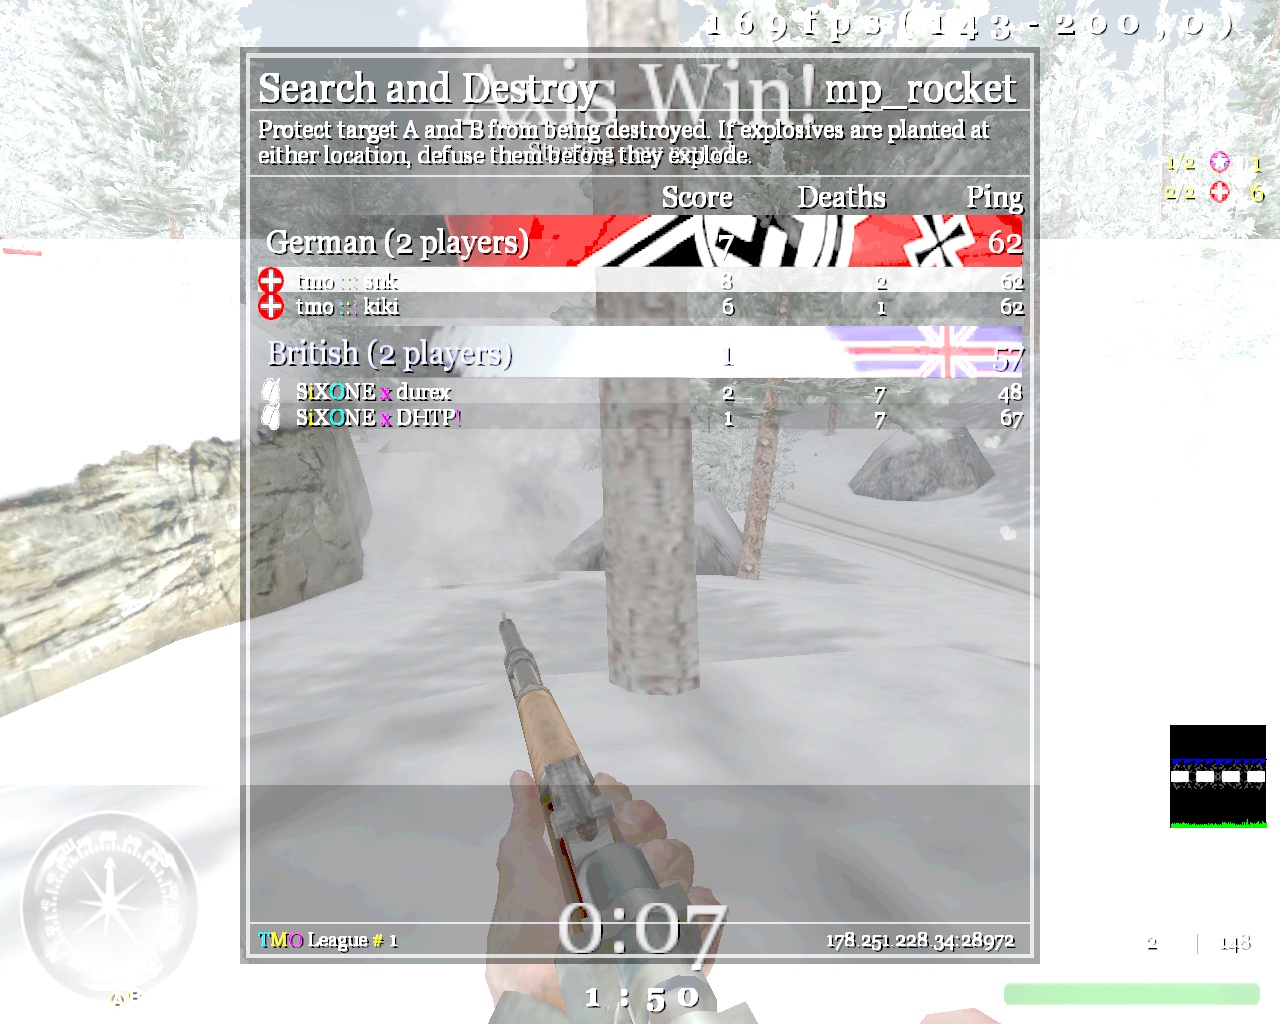 169fps(143-200,0)
Axis Win!
Search and Destroy mp_rocket
Starting new round
Protect target A and B from being destroyed. If explosives are planted at
either location, defuse them before they explode.
1/2 1
2/2 6
Score Deaths Ping
German (2 players) 7 62
tmo ::: snk 8 2 62
tmo ::: kiki 6 1 62
British (2 players) 1 57
SiXONE x durex 2 7 48
SiXONE x DHTP! 1 7 67
0:07
TMO League # 1 178.251.228.34:28972
2 | 148
1:50
A B